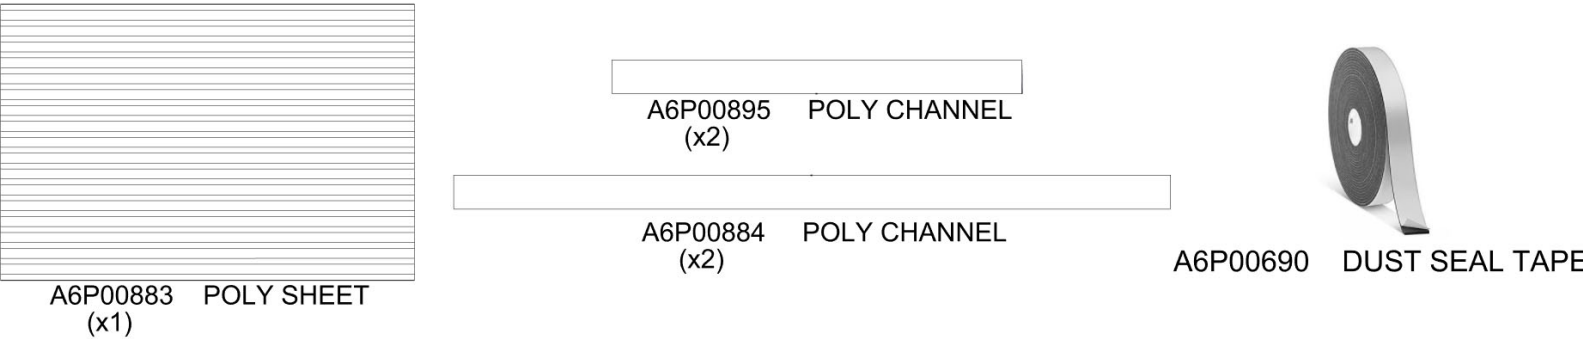 A6P00895 POLY CHANNEL
(x2)
A6P00884 POLY CHANNEL
(x2)
A6P00690 DUST SEAL TAPE
A6P00883 POLY SHEET
(x1)